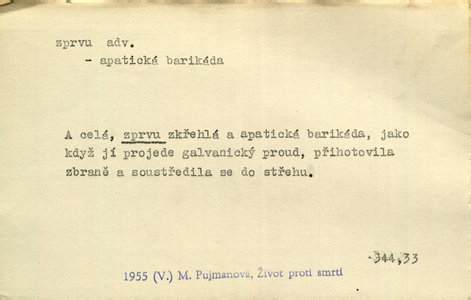 zprvu adv.
- apatická barikáda
A celá, zprvu zkřehlá a apatická barikáda, jako
když jí projede galvanický proud, přihotovila
zbraně a soustředila se do střehu.
-344,33
1955 (V.) M. Pujmanová, Život proti smrti